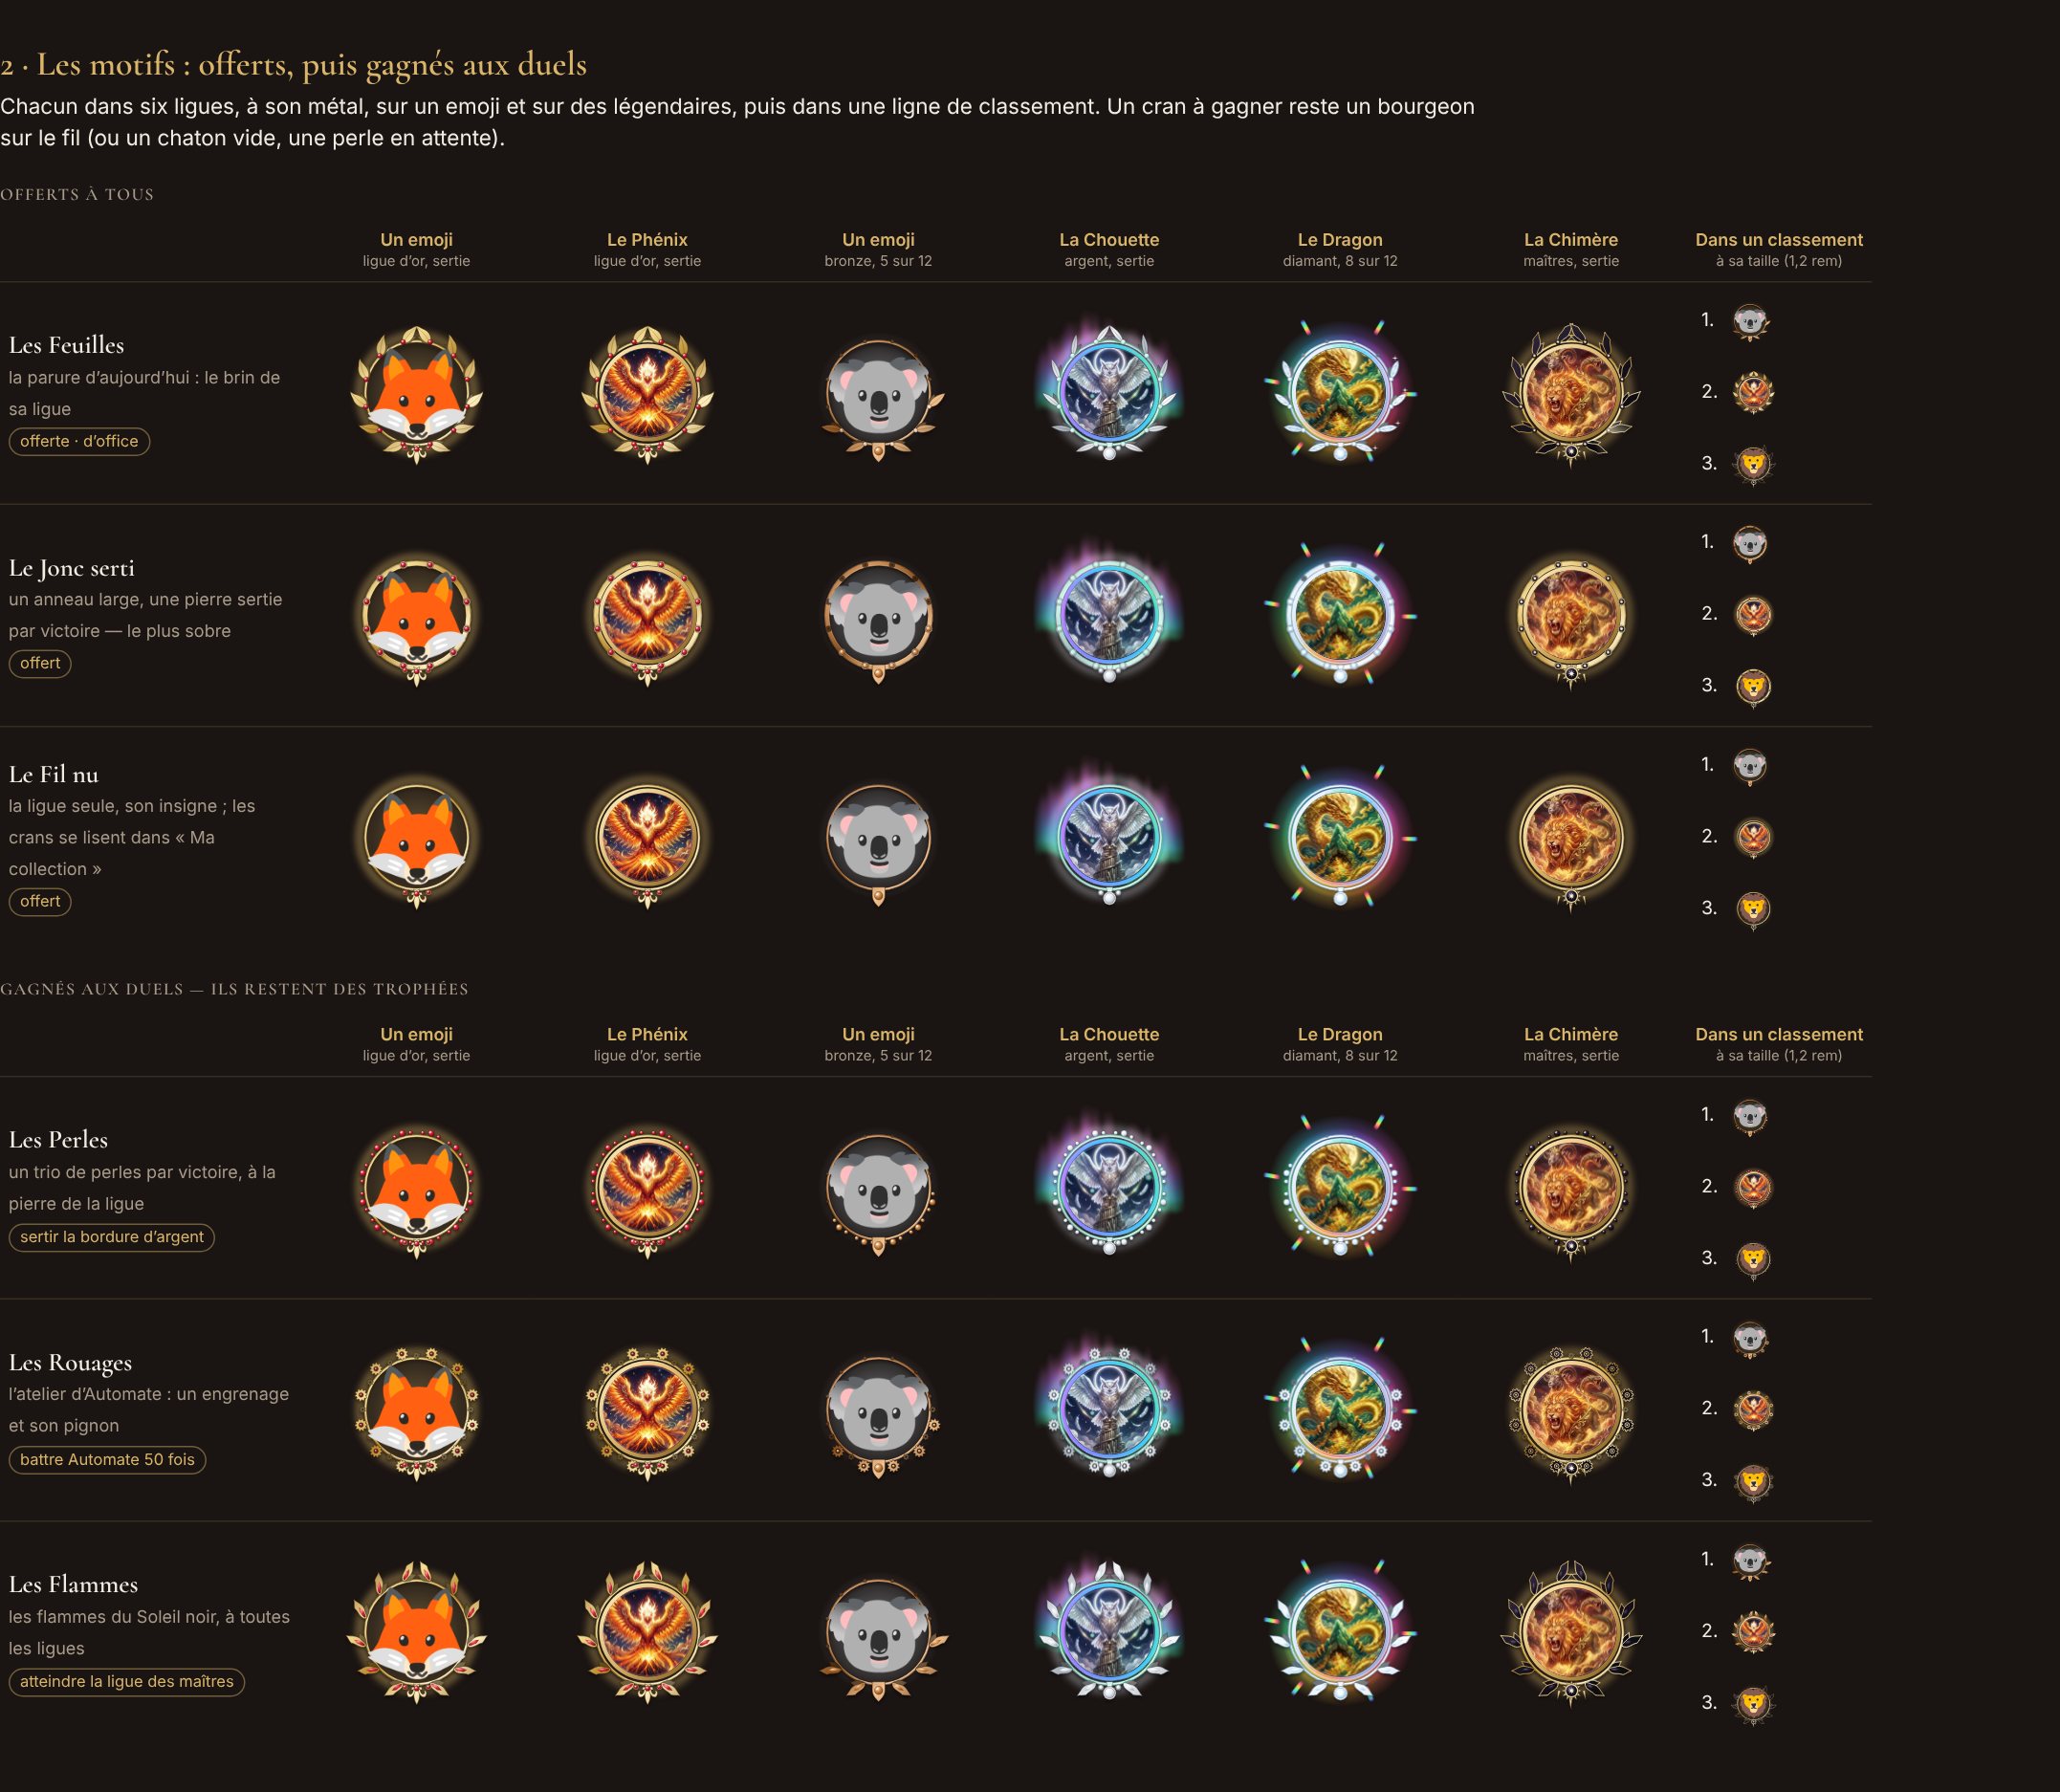 2 · Les motifs : offerts, puis gagnés aux duels
Chacun dans six ligues, à son métal, sur un emoji et sur des légendaires, puis dans une ligne de classement. Un cran à gagner reste un bourgeon
sur le fil (ou un chaton vide, une perle en attente).
OFFERTS À TOUS
Un emoji
ligue d’or, sertie
Le Phénix
ligue d’or, sertie
Un emoji
bronze, 5 sur 12
La Chouette
argent, sertie
Le Dragon
diamant, 8 sur 12
La Chimère
maîtres, sertie
Dans un classement
à sa taille (1,2 rem)
Les Feuilles
la parure d’aujourd’hui : le brin de
sa ligue
offerte · d’office
1.
2.
3.
Le Jonc serti
un anneau large, une pierre sertie
par victoire — le plus sobre
offert
1.
2.
3.
Le Fil nu
la ligue seule, son insigne ; les
crans se lisent dans « Ma
collection »
offert
1.
2.
3.
GAGNÉS AUX DUELS — ILS RESTENT DES TROPHÉES
Un emoji
ligue d’or, sertie
Le Phénix
ligue d’or, sertie
Un emoji
bronze, 5 sur 12
La Chouette
argent, sertie
Le Dragon
diamant, 8 sur 12
La Chimère
maîtres, sertie
Dans un classement
à sa taille (1,2 rem)
Les Perles
un trio de perles par victoire, à la
pierre de la ligue
sertir la bordure d’argent
1.
2.
3.
Les Rouages
l’atelier d’Automate : un engrenage
et son pignon
battre Automate 50 fois
1.
2.
3.
Les Flammes
les flammes du Soleil noir, à toutes
les ligues
atteindre la ligue des maîtres
1.
2.
3.